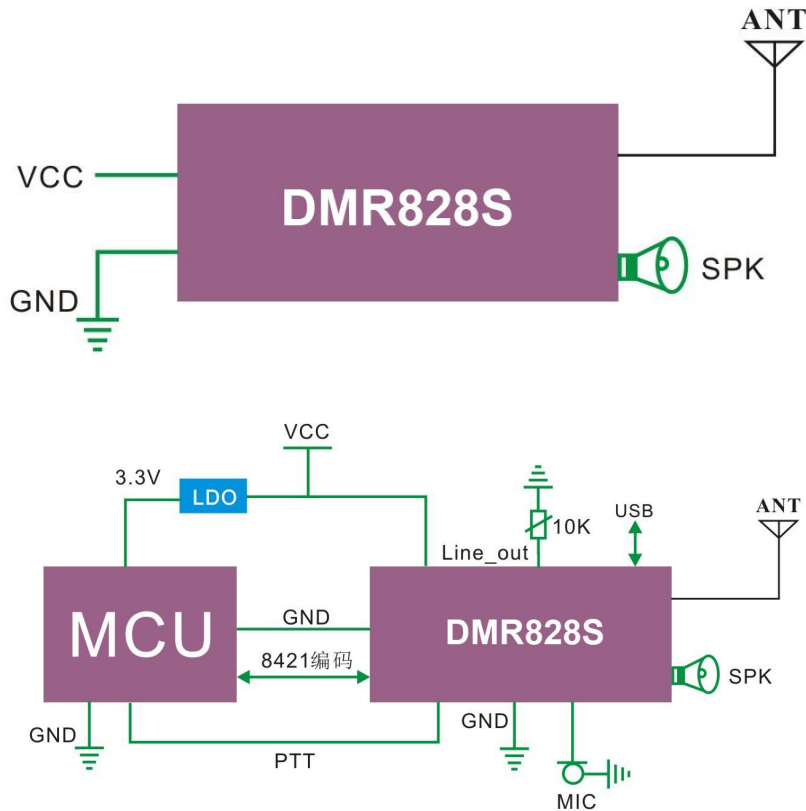 ANT
VCC
DMR828S
SPK
GND
VCC
3.3V
LDO
10K
USB
ANT
Line_out
MCU
GND
DMR828S
8421编码
SPK
GND
GND
PTT
MIC